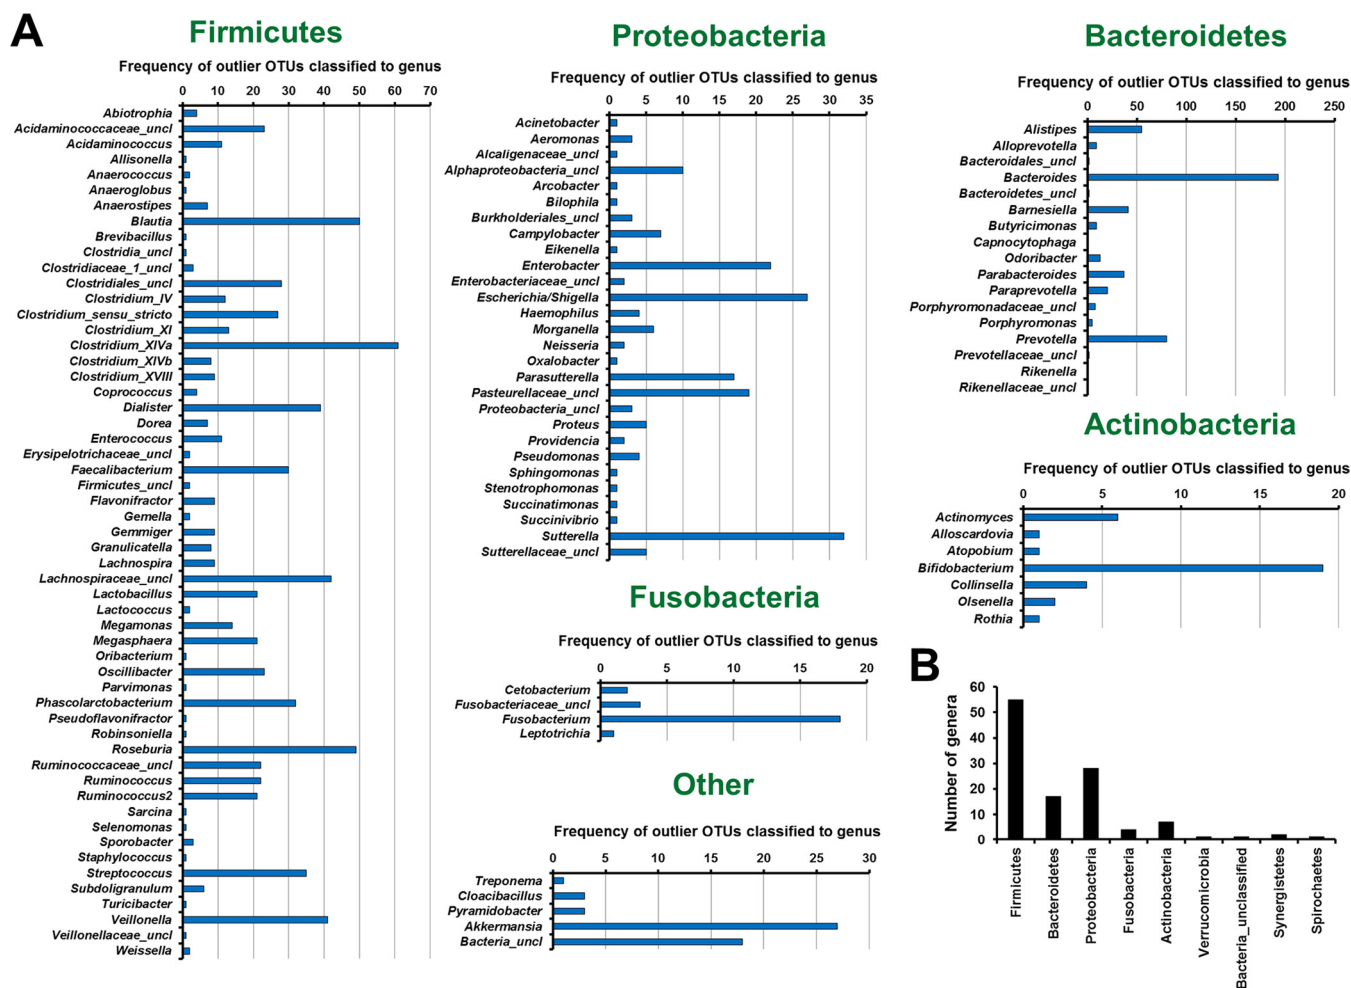 A
Firmicutes
Frequency of outlier OTUs classified to genus
0 10 20 30 40 50 60 70
Abiotrophia
Acidaminococcaceae_uncl
Acidaminococcus
Allisonella
Anaerococcus
Anaeroglobus
Anaerostipes
Blautia
Brevibacillus
Clostridia_uncl
Clostridiaceae_1_uncl
Clostridiales_uncl
Clostridium_IV
Clostridium_sensu_stricto
Clostridium_XI
Clostridium_XIVa
Clostridium_XIVb
Clostridium_XVIII
Coprococcus
Dialister
Dorea
Enterococcus
Erysipelotrichaceae_uncl
Faecalibacterium
Firmicutes_uncl
Flavonifractor
Gemella
Gemmiger
Granulicatella
Lachnospira
Lachnospiraceae_uncl
Lactobacillus
Lactococcus
Megamonas
Megasphaera
Oribacterium
Oscillibacter
Parvimonas
Phascolarctobacterium
Pseudoflavonifractor
Robinsoniella
Roseburia
Ruminococcaceae_uncl
Ruminococcus
Ruminococcus2
Sarcina
Selenomonas
Sporobacter
Staphylococcus
Streptococcus
Subdoligranulum
Turicibacter
Veillonella
Veillonellaceae_uncl
Weissella
Proteobacteria
Frequency of outlier OTUs classified to genus
0 5 10 15 20 25 30 35
Acinetobacter
Aeromonas
Alcaligenaceae_uncl
Alphaproteobacteria_uncl
Arcobacter
Bilophila
Burkholderiales_uncl
Campylobacter
Eikenella
Enterobacter
Enterobacteriaceae_uncl
Escherichia/Shigella
Haemophilus
Morganella
Neisseria
Oxalobacter
Parasutterella
Pasteurellaceae_uncl
Proteobacteria_uncl
Proteus
Providencia
Pseudomonas
Sphingomonas
Stenotrophomonas
Succinatimonas
Succinivibrio
Sutterella
Sutterellaceae_uncl
Fusobacteria
Frequency of outlier OTUs classified to genus
0 5 10 15 20
Cetobacterium
Fusobacteriaceae_uncl
Fusobacterium
Leptotrichia
Other
Frequency of outlier OTUs classified to genus
0 5 10 15 20 25 30
Treponema
Cloacibacillus
Pyramidobacter
Akkermansia
Bacteria_uncl
Bacteroidetes
Frequency of outlier OTUs classified to genus
0 50 100 150 200 250
Alistipes
Alloprevotella
Bacteroidales_uncl
Bacteroides
Bacteroidetes_uncl
Barnesiella
Butyricimonas
Capnocytophaga
Odoribacter
Parabacteroides
Paraprevotella
Porphyromonadaceae_uncl
Porphyromonas
Prevotella
Prevotellaceae_uncl
Rikenella
Rikenellaceae_uncl
Actinobacteria
Frequency of outlier OTUs classified to genus
0 5 10 15 20
Actinomyces
Alloscardovia
Atopobium
Bifidobacterium
Collinsella
Olsenella
Rothia
B
Number of genera
60
50
40
30
20
10
0
Firmicutes
Bacteroidetes
Proteobacteria
Fusobacteria
Actinobacteria
Verrucomicrobia
Bacteria_unclassified
Synergistetes
Spirochaetes